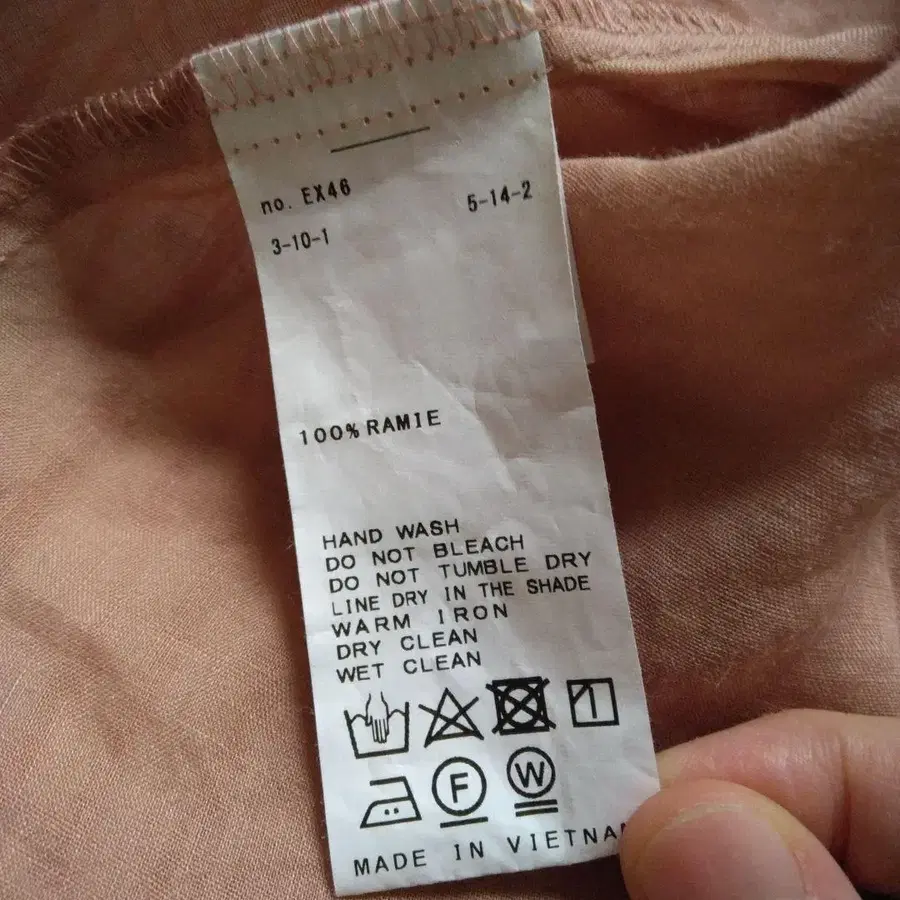 no. EX46 5-14-2
3-10-1
100% RAMIE
HAND WASH
DO NOT BLEACH
DO NOT TUMBLE DRY
LINE DRY IN THE SHADE
WARM IRON
DRY CLEAN
WET CLEAN
F W
MADE IN VIETNAM